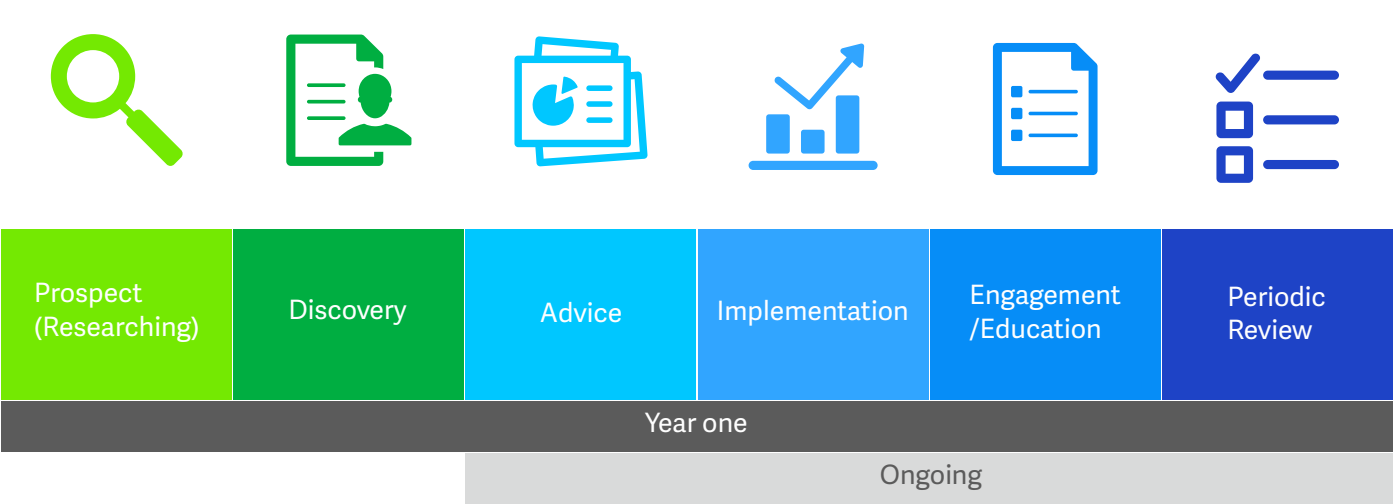 Prospect
(Researching)
Discovery
Advice
Implementation
Engagement
/Education
Periodic
Review
Year one
Ongoing